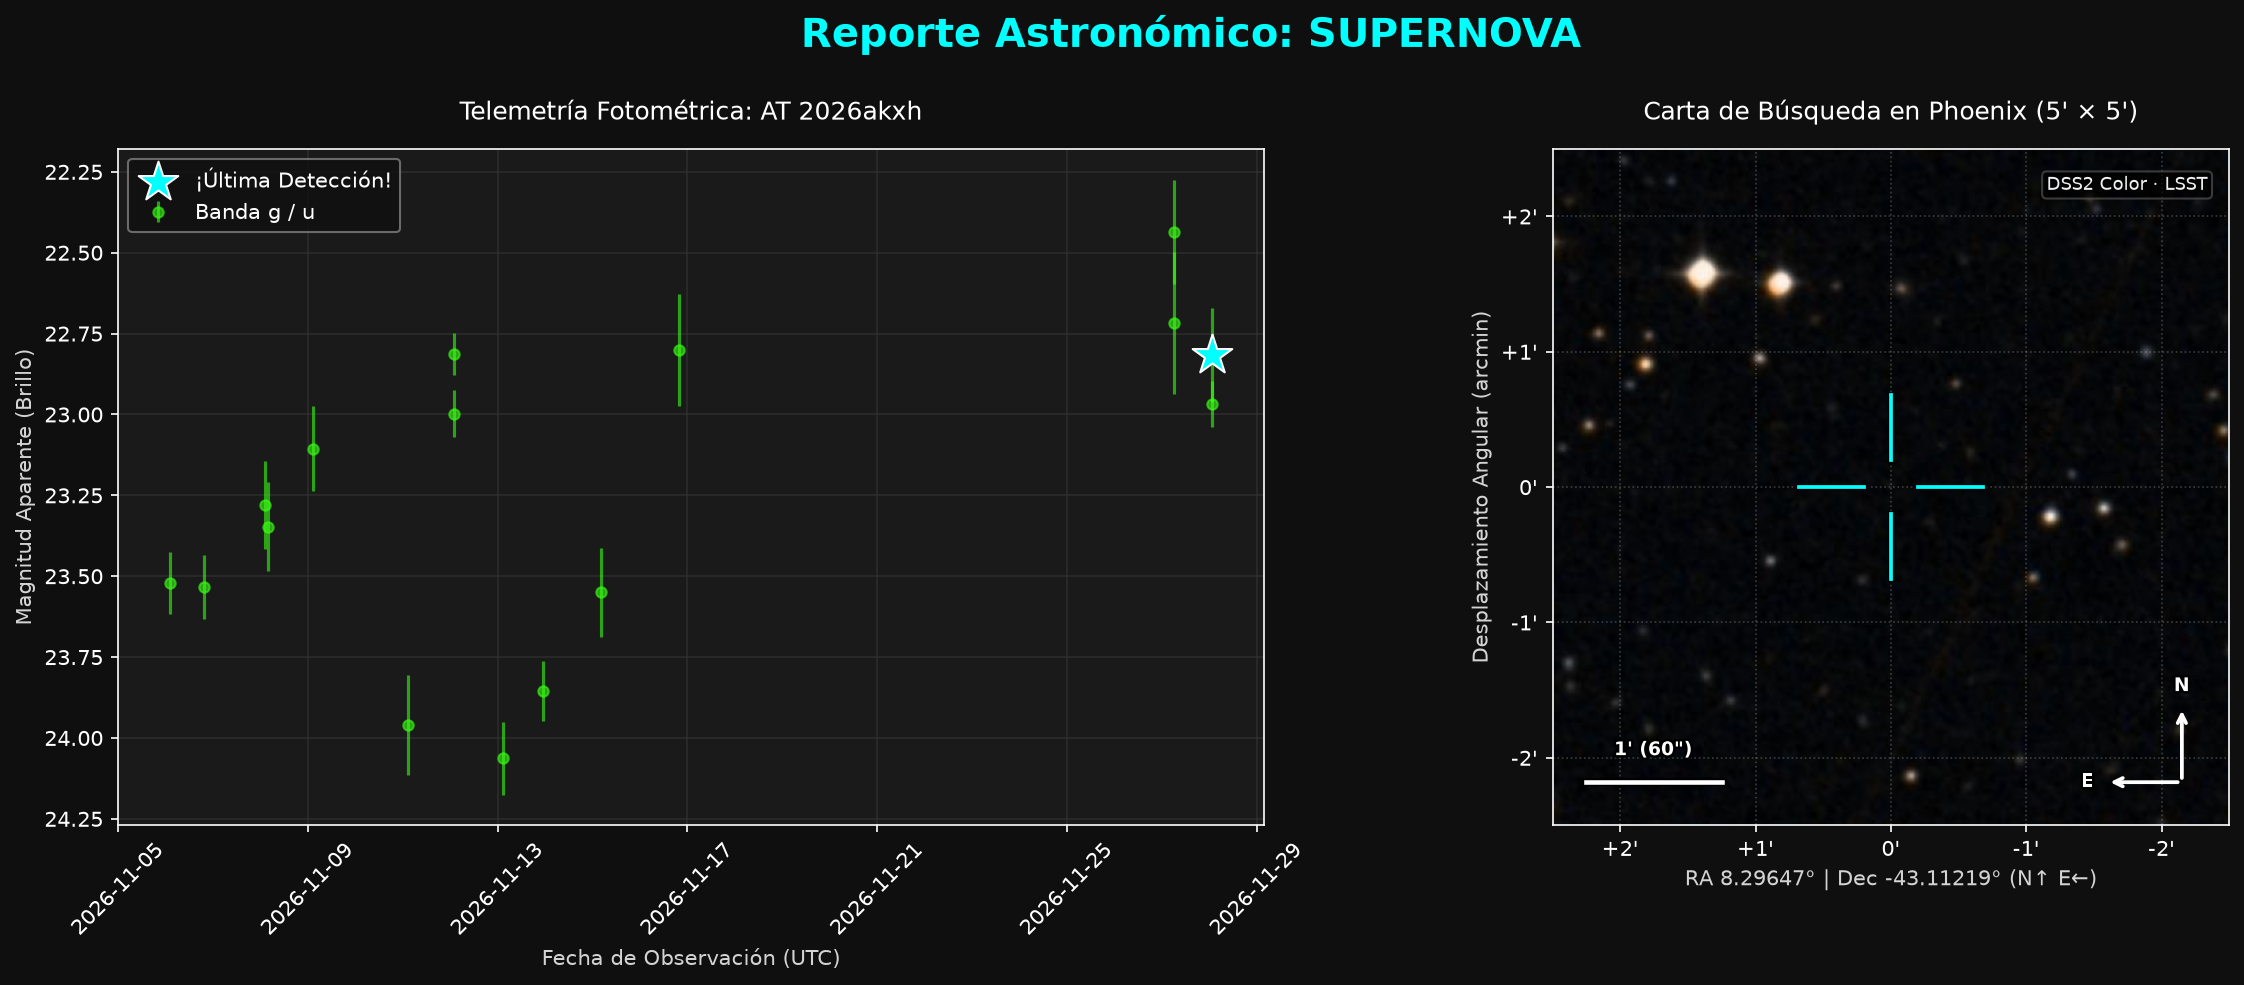 Reporte Astronómico: SUPERNOVA
Telemetría Fotométrica: AT 2026akxh
¡Última Detección!
Banda g / u
Magnitud Aparente (Brillo)
22.25
22.50
22.75
23.00
23.25
23.50
23.75
24.00
24.25
2026-11-05
2026-11-09
2026-11-13
2026-11-17
2026-11-21
2026-11-25
2026-11-29
Fecha de Observación (UTC)
Carta de Búsqueda en Phoenix (5' × 5')
DSS2 Color · LSST
Desplazamiento Angular (arcmin)
+2'
+1'
0'
-1'
-2'
N
E
1' (60")
+2'
+1'
0'
-1'
-2'
RA 8.29647° | Dec -43.11219° (N↑ E←)